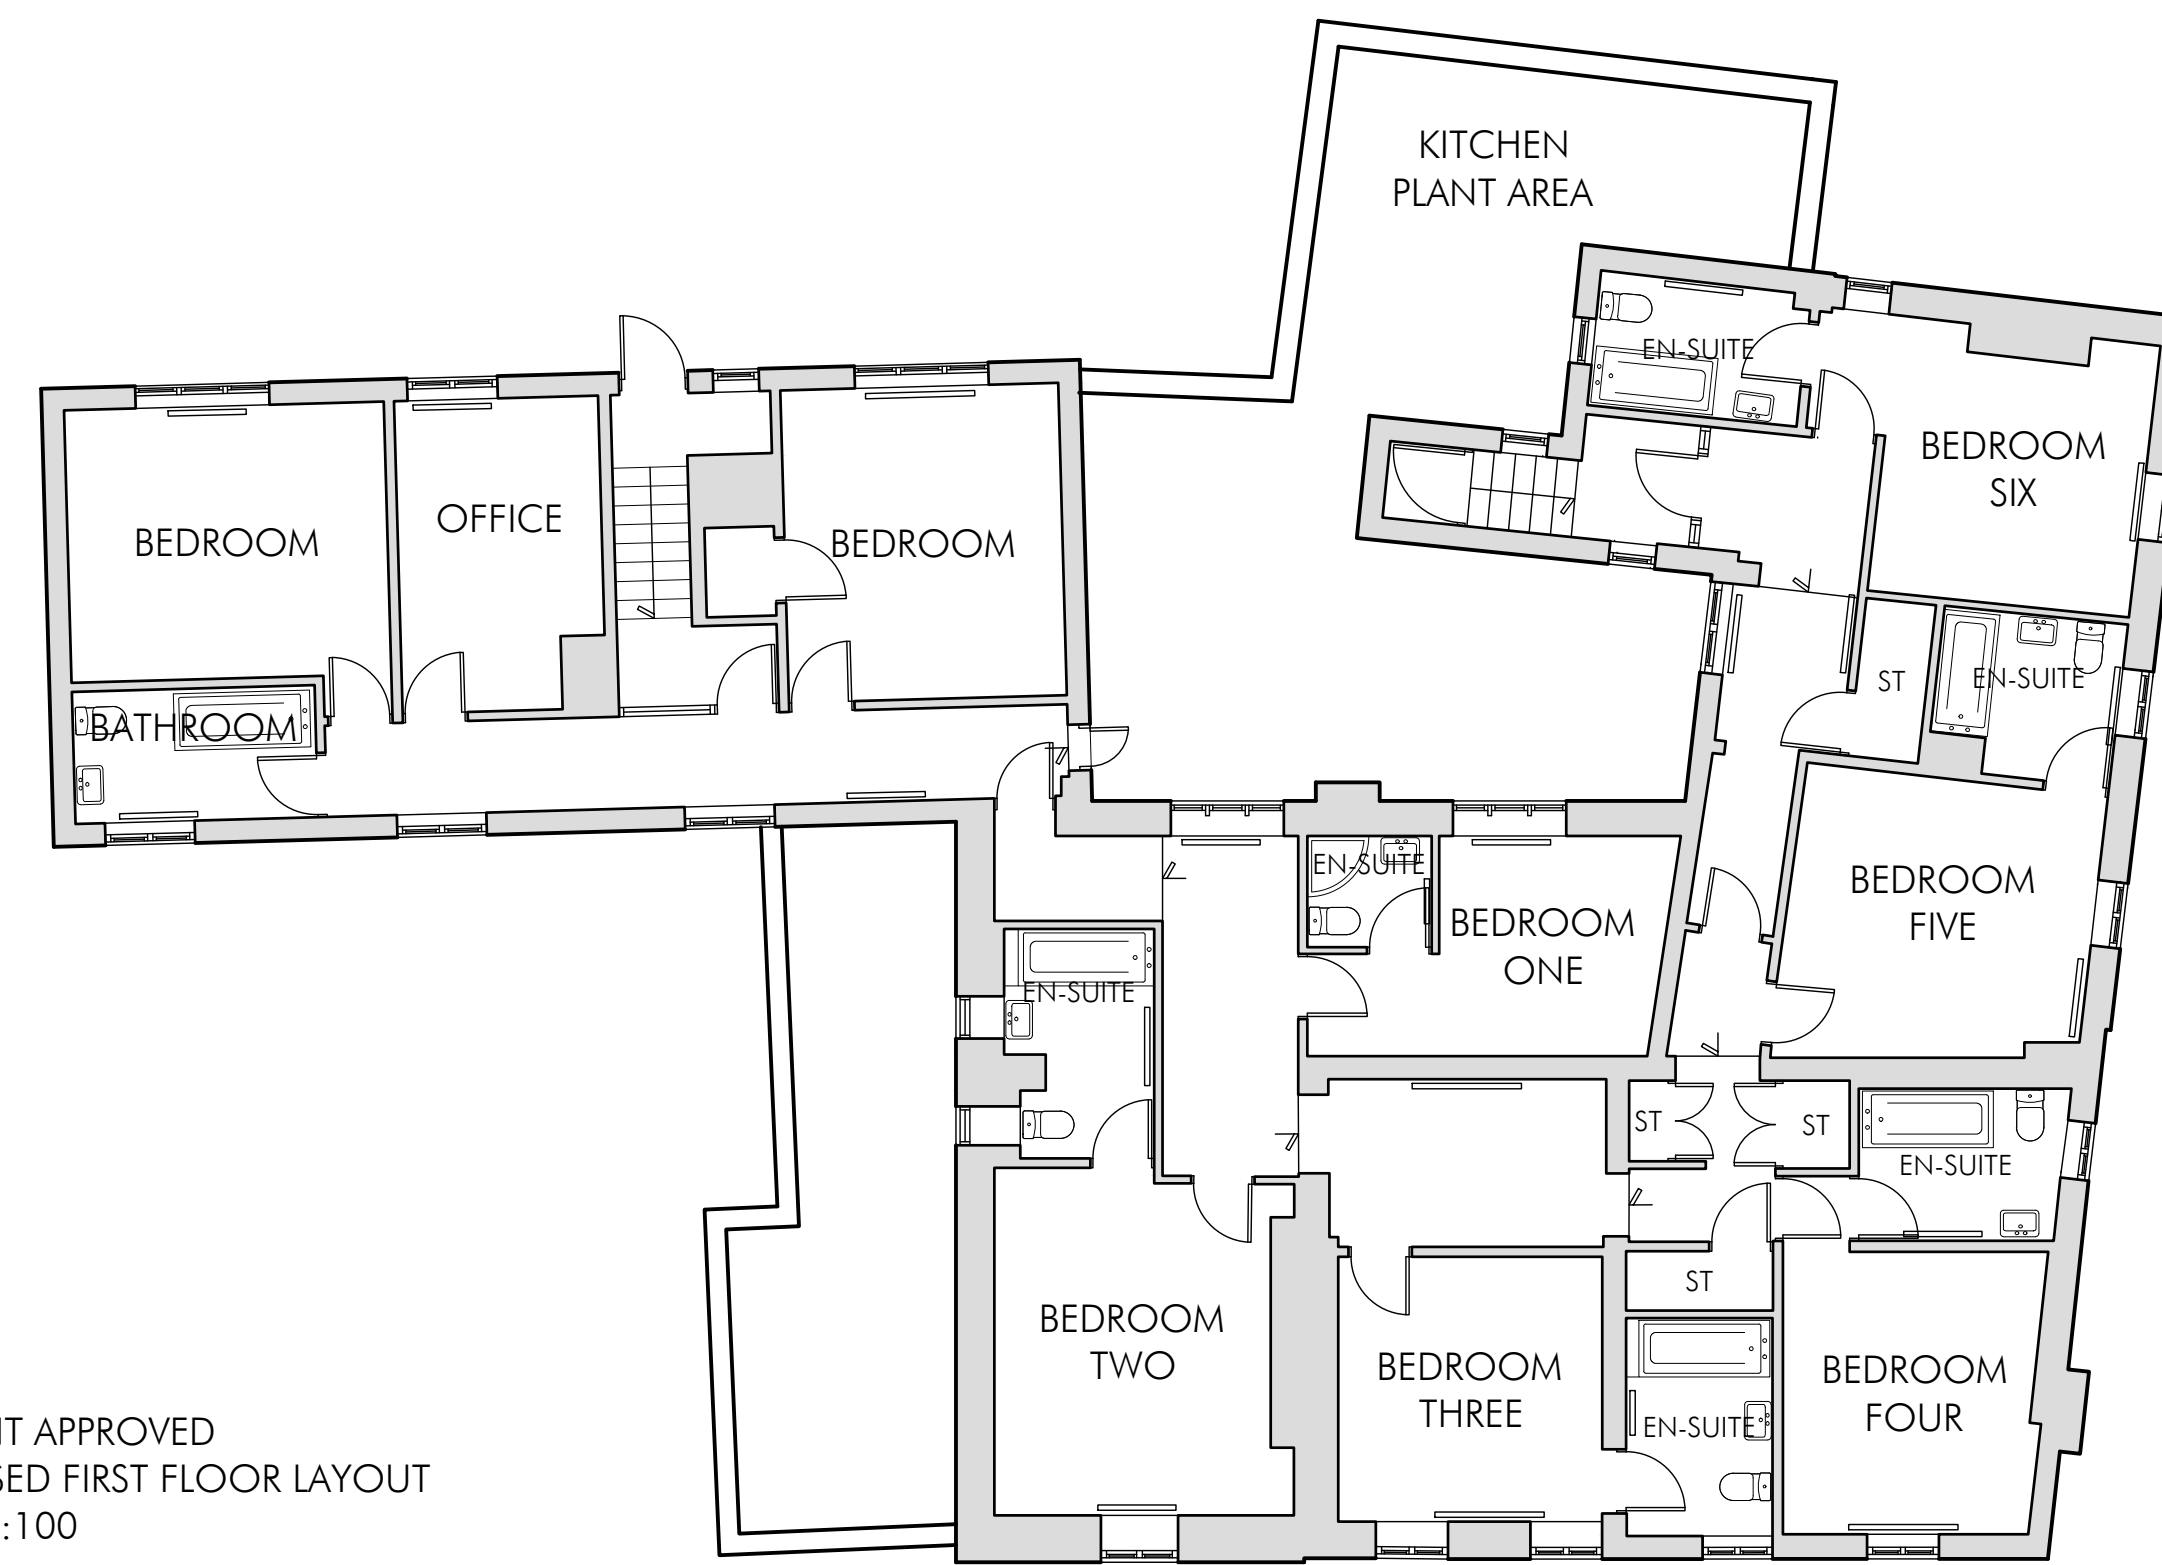 KITCHEN
PLANT AREA
EN-SUITE
BEDROOM
SIX
BEDROOM
OFFICE
BEDROOM
BATHROOM
ST
EN-SUITE
EN-SUITE
BEDROOM
ONE
BEDROOM
FIVE
EN-SUITE
ST
ST
EN-SUITE
ST
BEDROOM
TWO
BEDROOM
THREE
EN-SUITE
BEDROOM
FOUR
APPROVED
FIRST FLOOR LAYOUT
:100